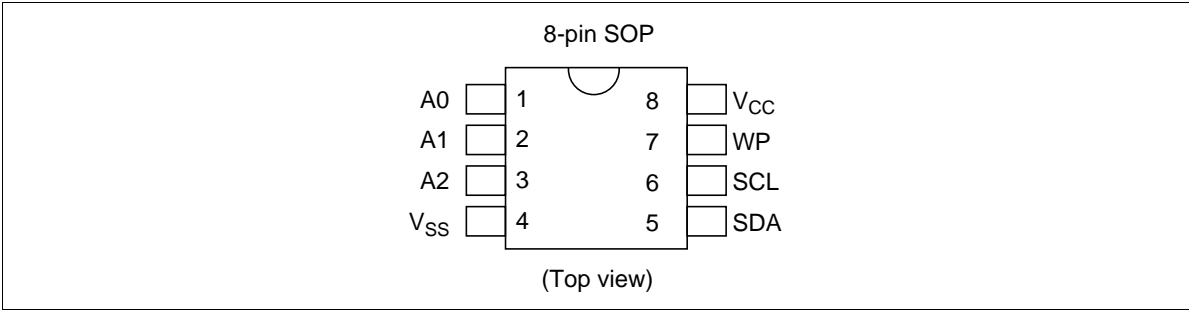 8-pin SOP
A0 1 8 VCC
A1 2 7 WP
A2 3 6 SCL
VSS 4 5 SDA
(Top view)